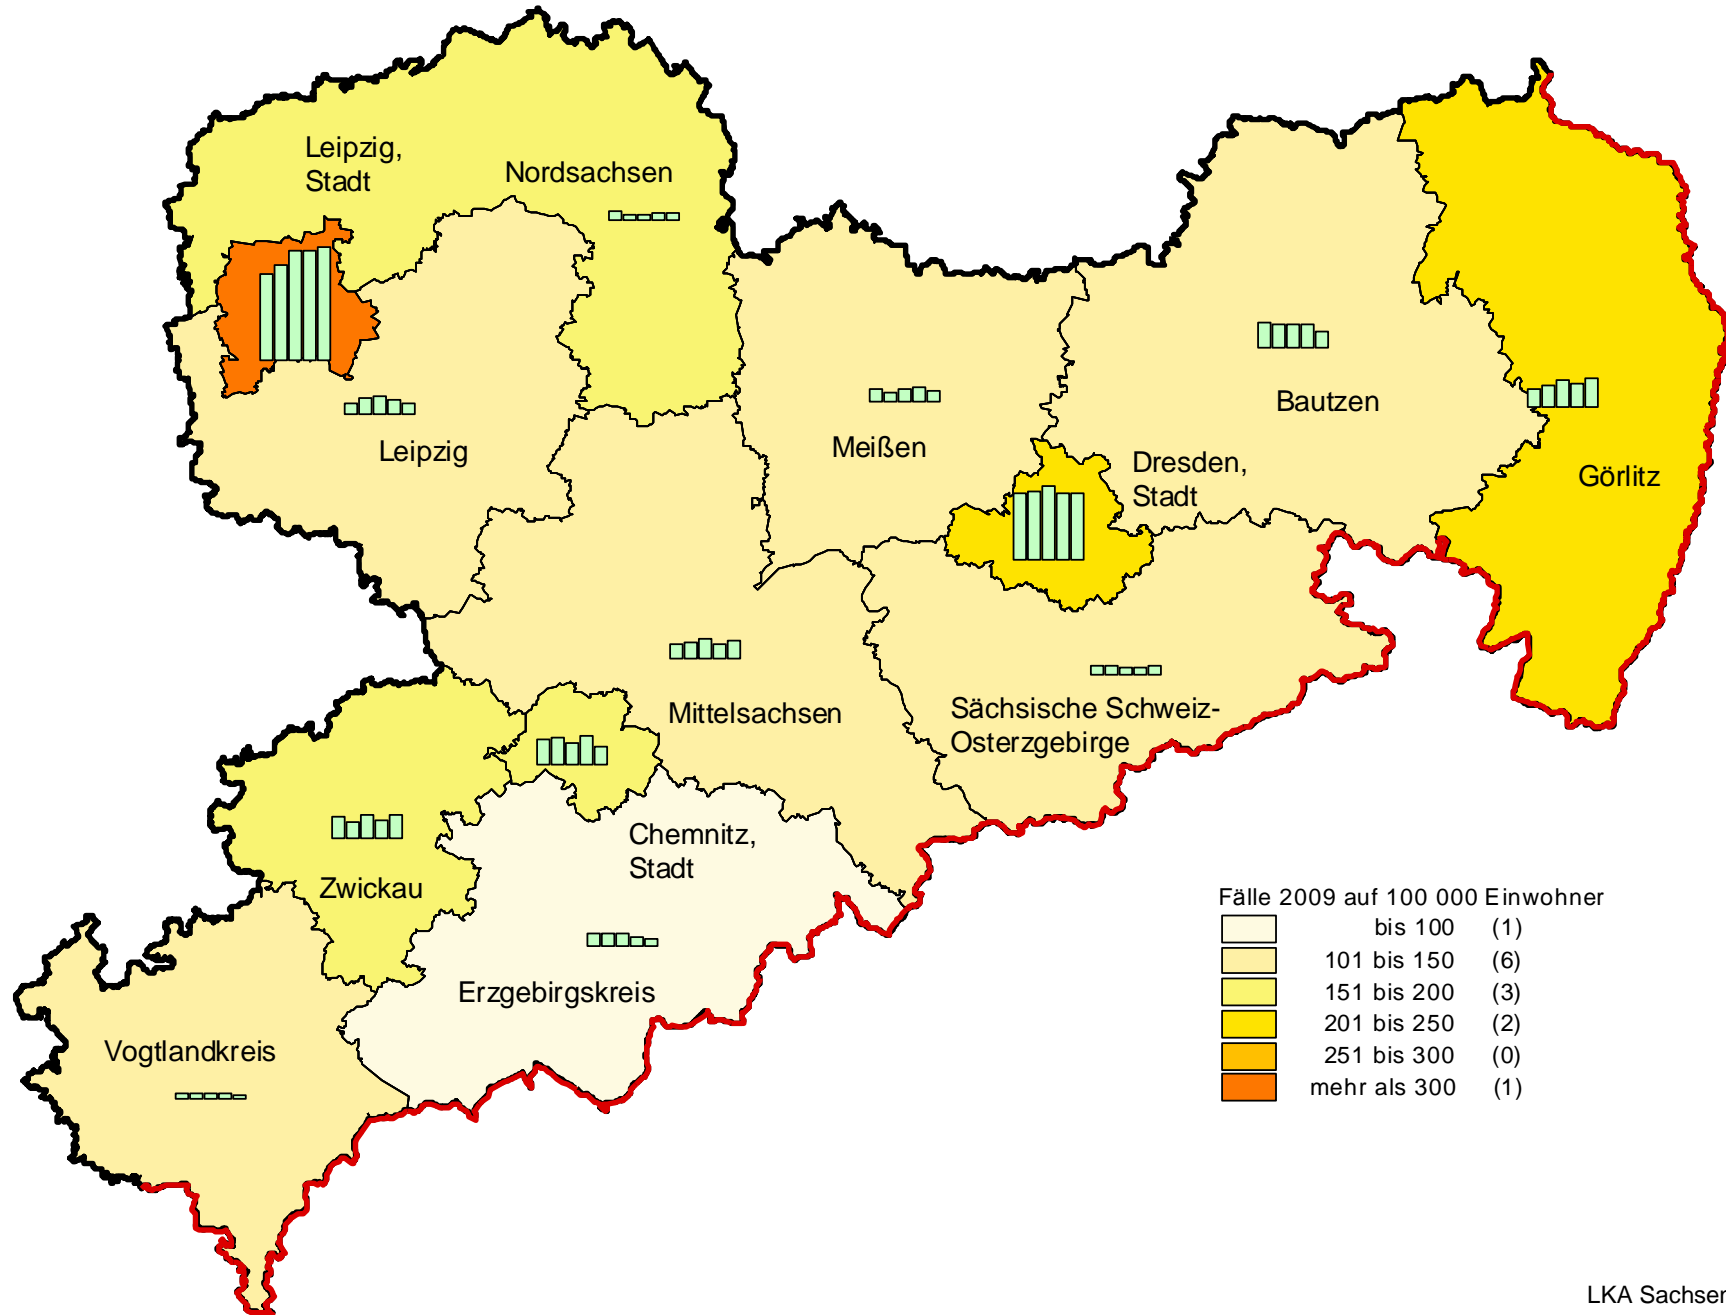 Leipzig,
Stadt
Nordsachsen
Leipzig
Meißen
Bautzen
Dresden,
Stadt
Görlitz
Mittelsachsen
Sächsische Schweiz-
Osterzgebirge
Chemnitz,
Stadt
Zwickau
Erzgebirgskreis
Vogtlandkreis
Fälle 2009 auf 100 000 Einwohner
bis 100 (1)
101 bis 150 (6)
151 bis 200 (3)
201 bis 250 (2)
251 bis 300 (0)
mehr als 300 (1)
LKA Sachsen